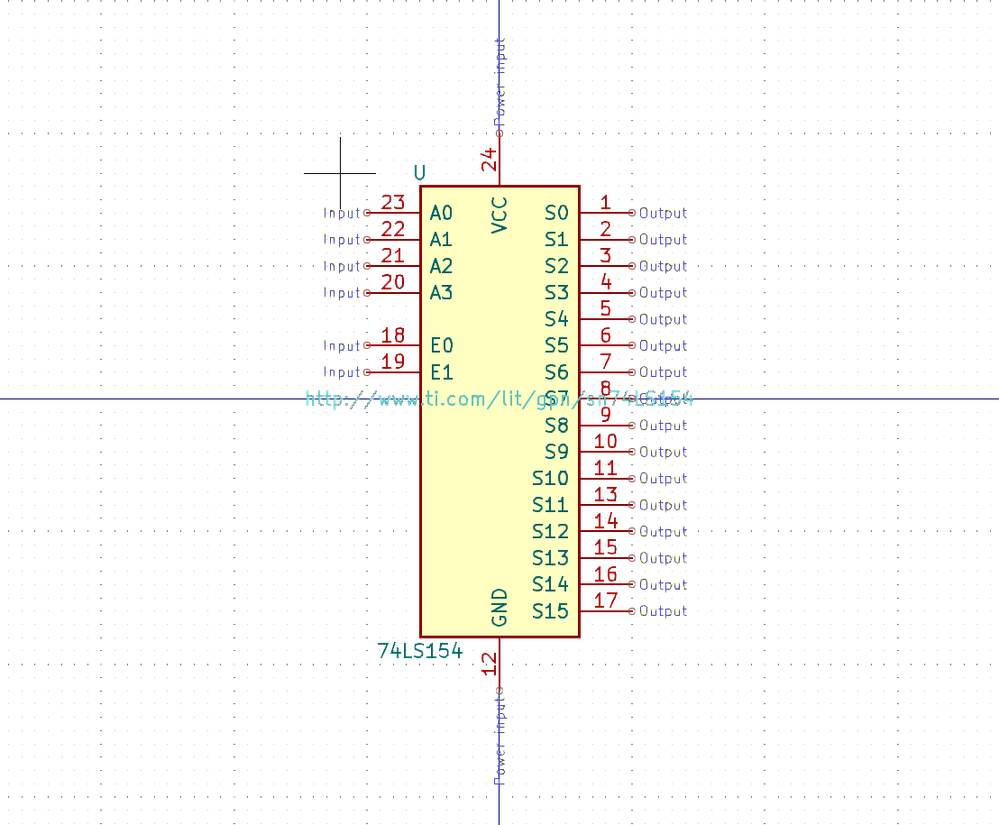 Power input
24
U
VCC
Input 23 A0 S0 1 Output
Input 22 A1 S1 2 Output
Input 21 A2 S2 3 Output
Input 20 A3 S3 4 Output
S4 5 Output
Input 18 E0 S5 6 Output
Input 19 E1 S6 7 Output
http://www.ti.com/lit/gpn/sn74LS154
S7 8 Output
S8 9 Output
S9 10 Output
S10 11 Output
S11 13 Output
S12 14 Output
S13 15 Output
S14 16 Output
S15 17 Output
GND
74LS154
12
Power input